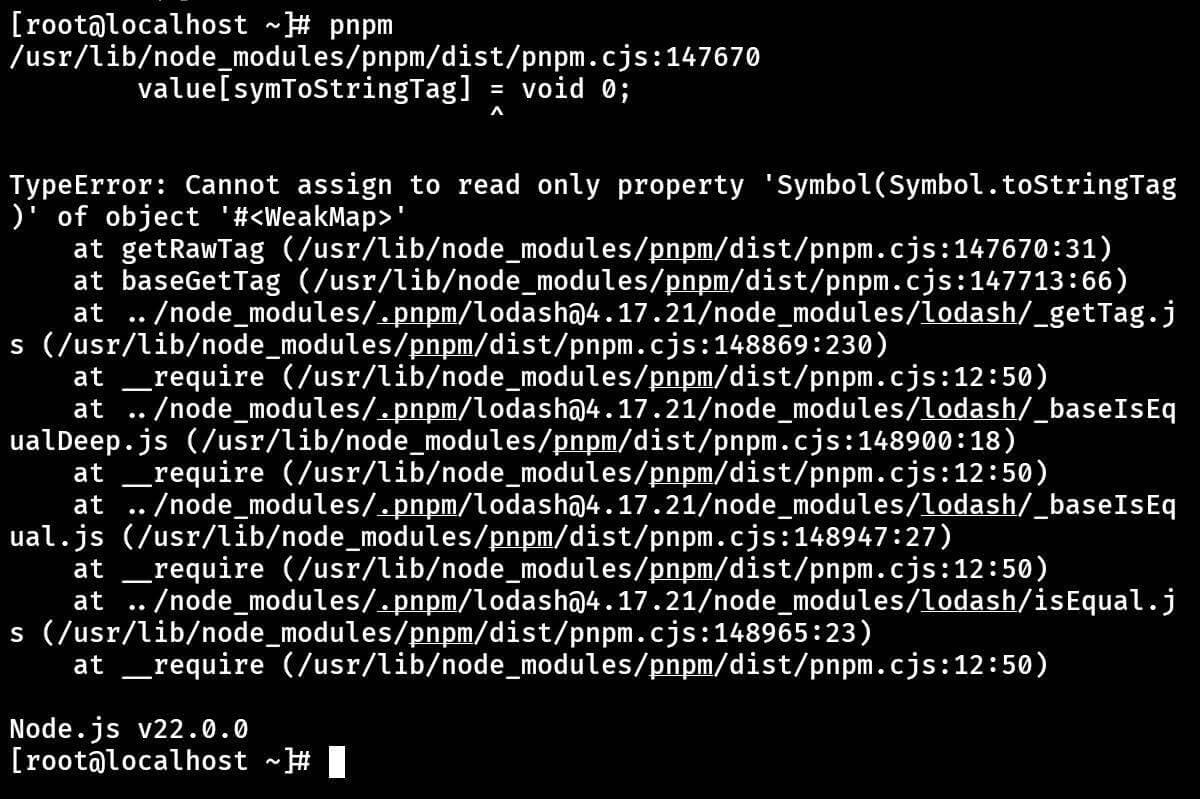 [root@localhost ~]# pnpm
/usr/lib/node_modules/pnpm/dist/pnpm.cjs:147670
        value[symToStringTag] = void 0;
                              ^
TypeError: Cannot assign to read only property 'Symbol(Symbol.toStringTag
)' of object '#<WeakMap>'
    at getRawTag (/usr/lib/node_modules/pnpm/dist/pnpm.cjs:147670:31)
    at baseGetTag (/usr/lib/node_modules/pnpm/dist/pnpm.cjs:147713:66)
    at ../node_modules/.pnpm/lodash@4.17.21/node_modules/lodash/_getTag.j
s (/usr/lib/node_modules/pnpm/dist/pnpm.cjs:148869:230)
    at __require (/usr/lib/node_modules/pnpm/dist/pnpm.cjs:12:50)
    at ../node_modules/.pnpm/lodash@4.17.21/node_modules/lodash/_baseIsEq
ualDeep.js (/usr/lib/node_modules/pnpm/dist/pnpm.cjs:148900:18)
    at __require (/usr/lib/node_modules/pnpm/dist/pnpm.cjs:12:50)
    at ../node_modules/.pnpm/lodash@4.17.21/node_modules/lodash/_baseIsEq
ual.js (/usr/lib/node_modules/pnpm/dist/pnpm.cjs:148947:27)
    at __require (/usr/lib/node_modules/pnpm/dist/pnpm.cjs:12:50)
    at ../node_modules/.pnpm/lodash@4.17.21/node_modules/lodash/isEqual.j
s (/usr/lib/node_modules/pnpm/dist/pnpm.cjs:148965:23)
    at __require (/usr/lib/node_modules/pnpm/dist/pnpm.cjs:12:50)
Node.js v22.0.0
[root@localhost ~]#